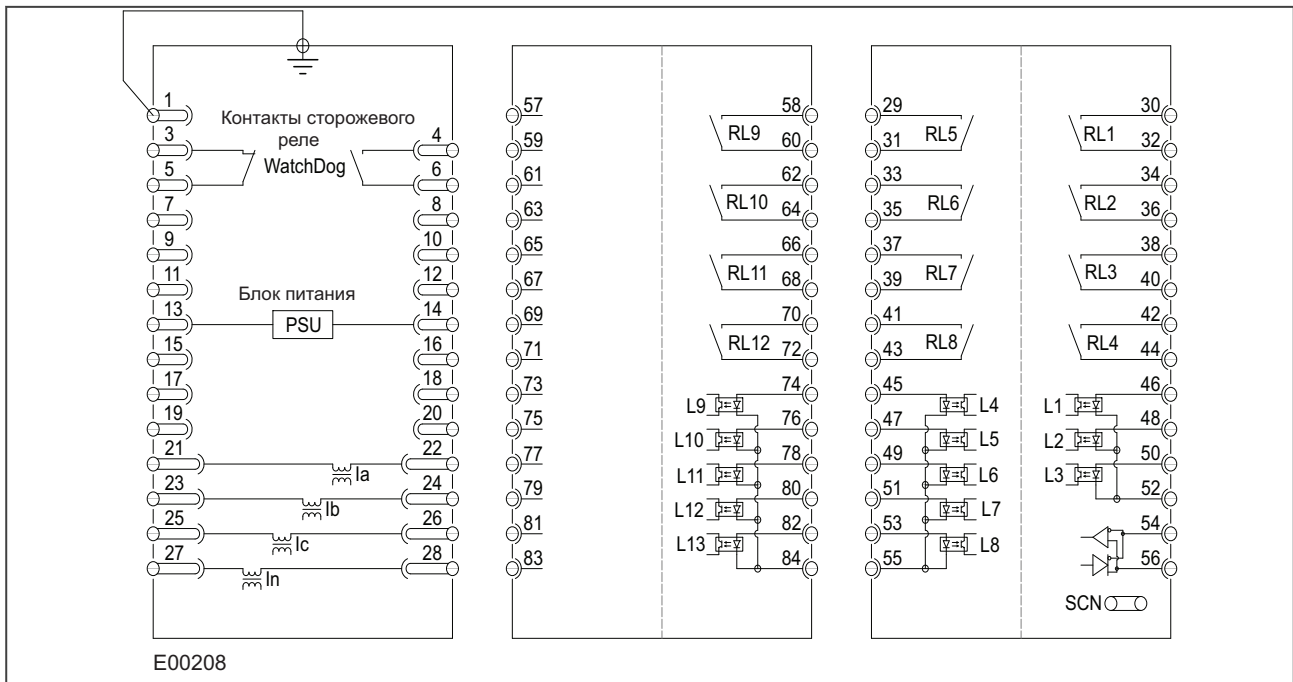 1 Контакты сторожевого 57 58 29 30
3 реле 4 59 RL9 60 31 RL5 RL1 32
5 WatchDog 6 61 62 33 34
7 8 63 RL10 64 35 RL6 RL2 36
9 10 65 66 37 38
11 12 67 RL11 68 39 RL7 RL3 40
Блок питания
13 PSU 14 69 70 41 42
15 16 71 RL12 72 43 RL8 RL4 44
17 18 73 74 45 46
L9 L4 L1
19 20 75 76 47 48
L10 L5 L2
21 22 77 78 49 50
Ia L11 L6 L3
23 24 79 80 51 52
Ib L12 L7
25 26 81 82 53 54
Ic L13 L8
27 28 83 84 55 56
In
SCN
E00208